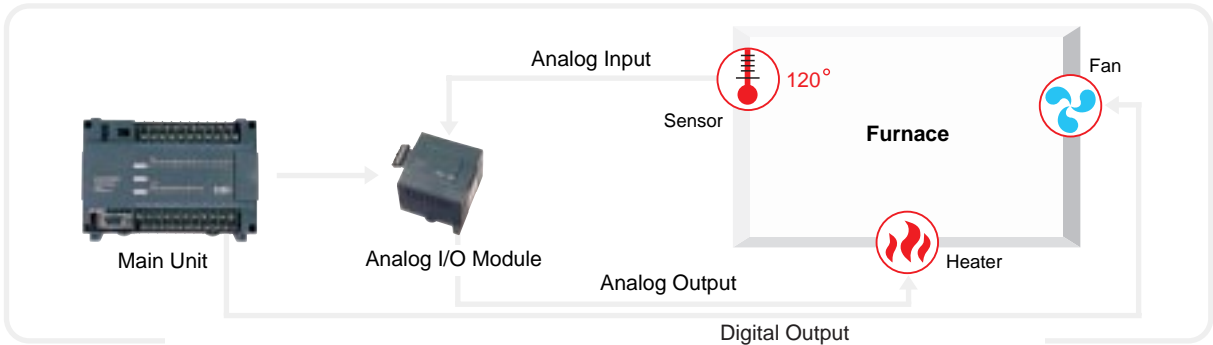 Analog Input
120°
Fan
Sensor
Furnace
Main Unit
Analog I/O Module
Heater
Analog Output
Digital Output